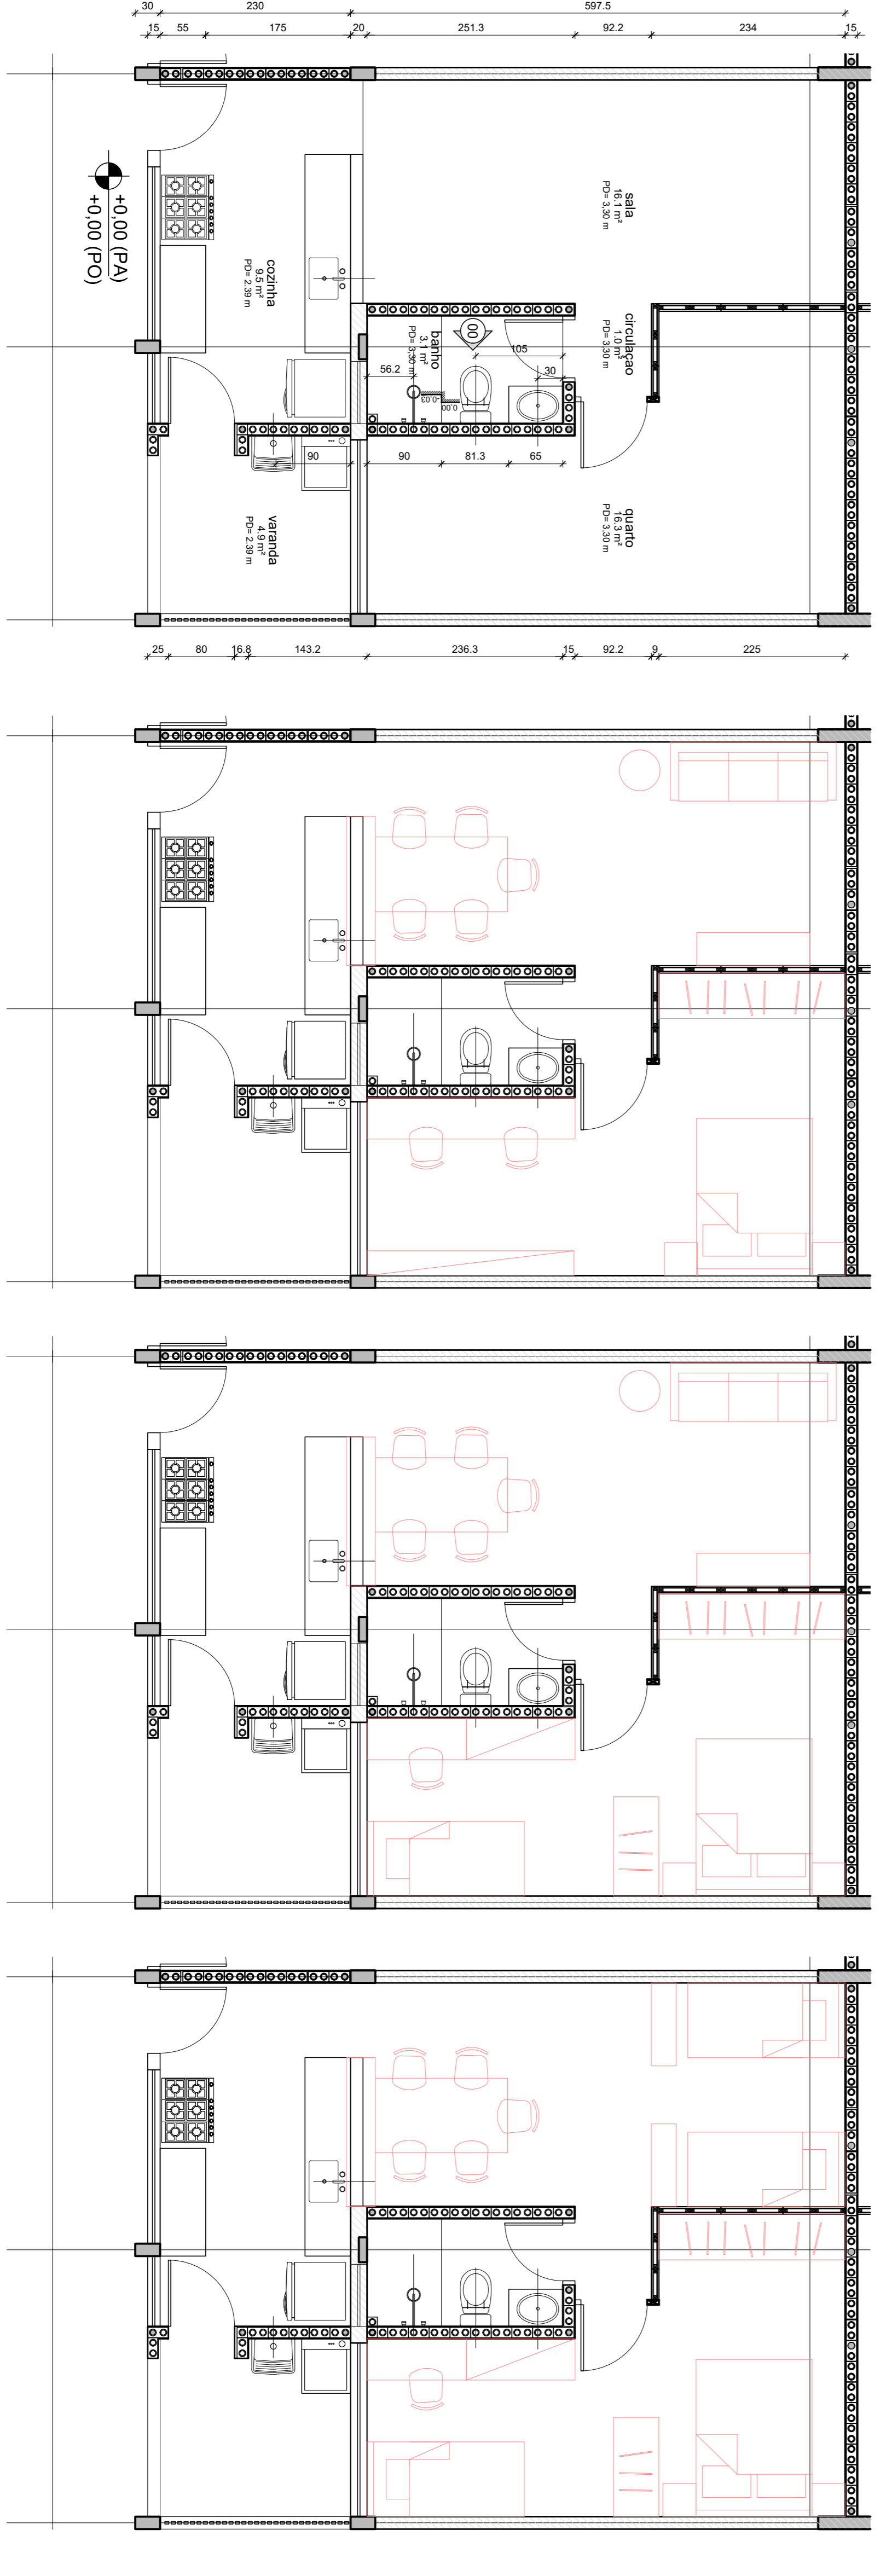 30 230 597.5
15 55 175 20 251.3 92.2 234 15
sala
16.1 m²
PD= 3,30 m
+0,00 (PA)
+0,00 (PO)
cozinha
9.5 m²
PD= 2.39 m
circulaçao
1.0 m²
PD= 3,30 m
banho
3.1 m²
PD= 3,30 m
00
105
56.2
30
-0.03
0.00
90 90 81.3 65
varanda
4.9 m²
PD= 2.39 m
quarto
16.3 m²
PD= 3,30 m
25 80 16.8 143.2 236.3 15 92.2 9 225